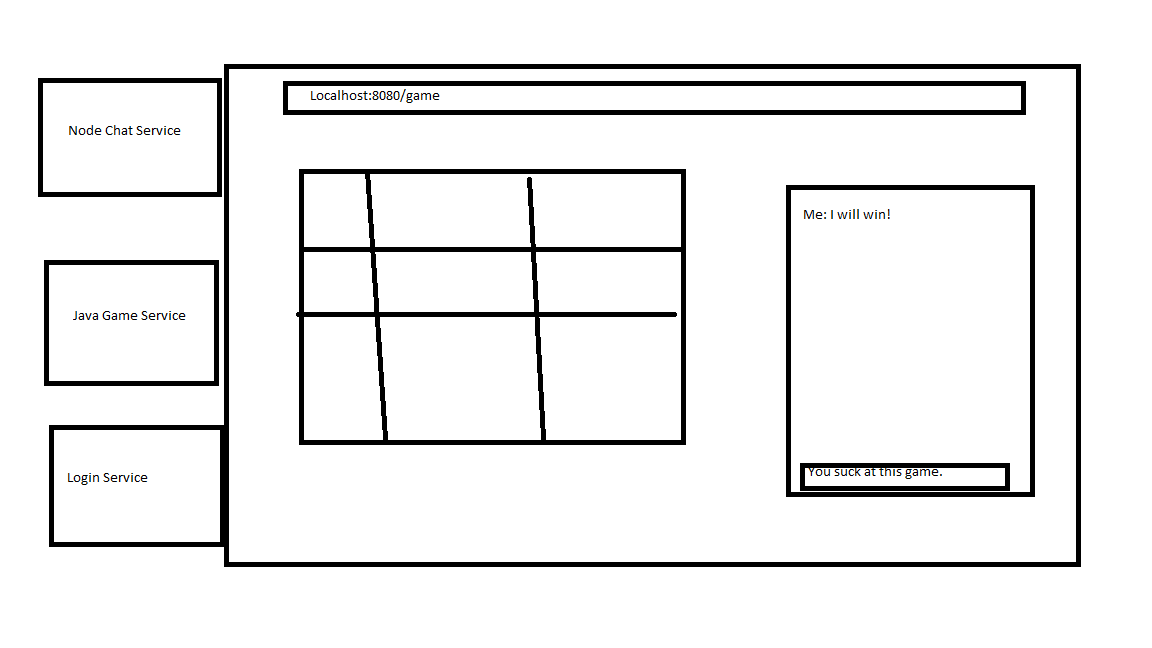 Localhost:8080/game
Node Chat Service
Me: I will win!
Java Game Service
You suck at this game.
Login Service